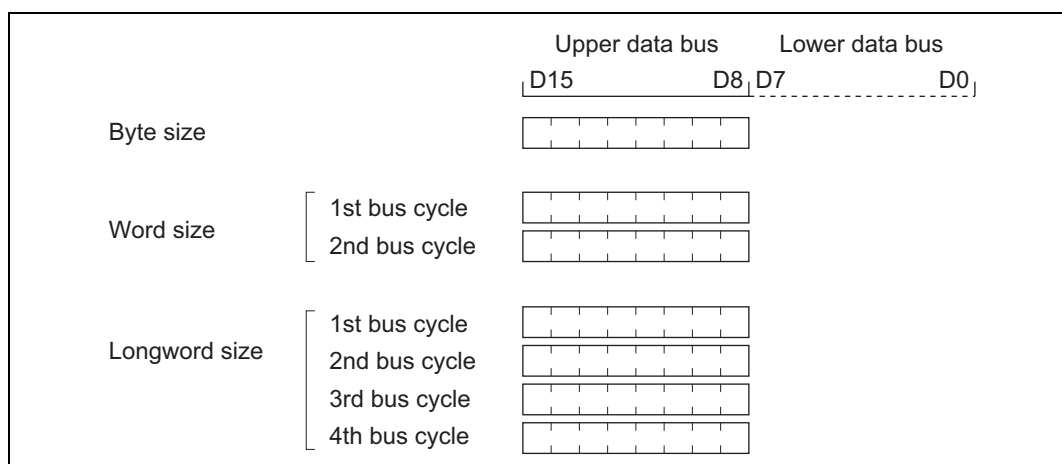 Upper data bus Lower data bus
D15 D8 D7 D0
Byte size
Word size
1st bus cycle
2nd bus cycle
Longword size
1st bus cycle
2nd bus cycle
3rd bus cycle
4th bus cycle